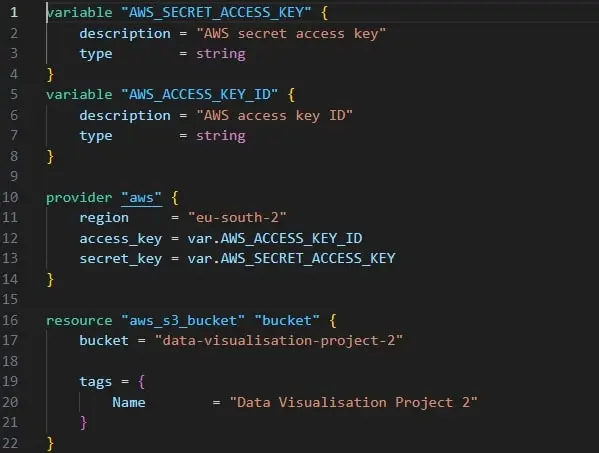 1 variable "AWS_SECRET_ACCESS_KEY" {
2     description = "AWS secret access key"
3     type        = string
4 }
5 variable "AWS_ACCESS_KEY_ID" {
6     description = "AWS access key ID"
7     type        = string
8 }
9
10 provider "aws" {
11     region     = "eu-south-2"
12     access_key = var.AWS_ACCESS_KEY_ID
13     secret_key = var.AWS_SECRET_ACCESS_KEY
14 }
15
16 resource "aws_s3_bucket" "bucket" {
17     bucket = "data-visualisation-project-2"
18
19     tags = {
20         Name        = "Data Visualisation Project 2"
21     }
22 }